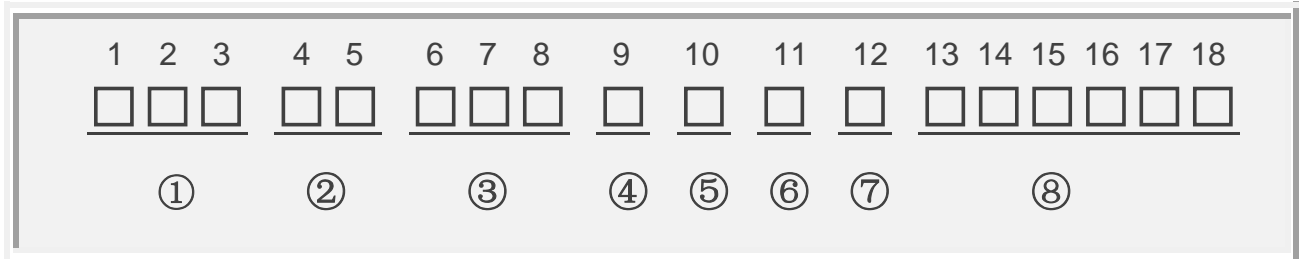 1 2 3 4 5 6 7 8 9 10 11 12 13 14 15 16 17 18
□□□ □□ □□□ □ □ □ □ □□□□□□
① ② ③ ④ ⑤ ⑥ ⑦ ⑧